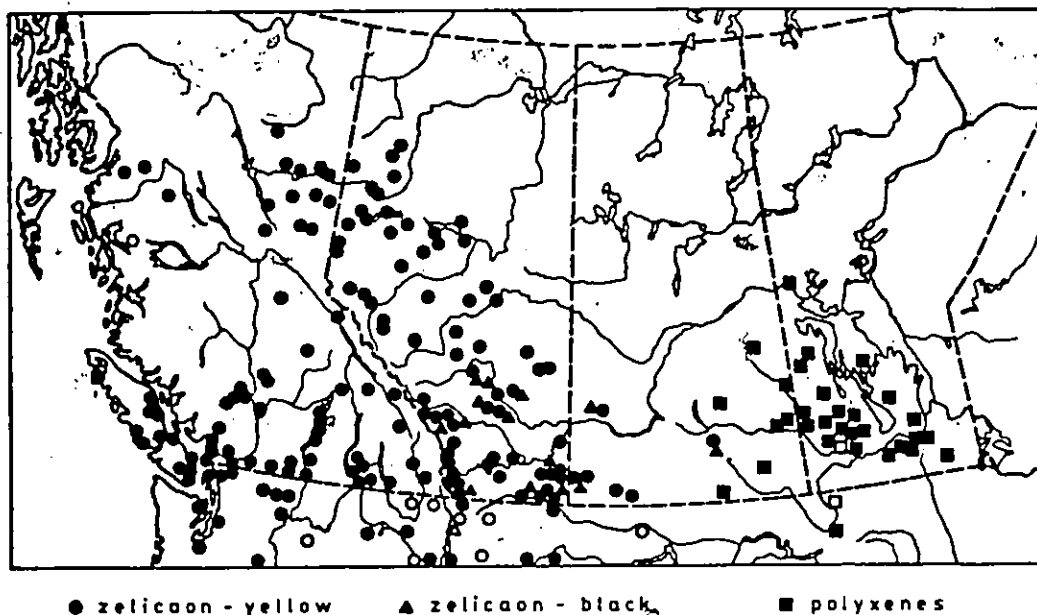 ● zelicaon - yellow ▲ zelicaon - black ■ polyxenes